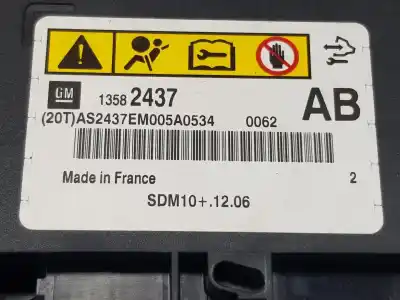 GM 1358 2437 AB
(20T)AS2437EM005A0534 0062
Made in France 2
SDM10+.12.06